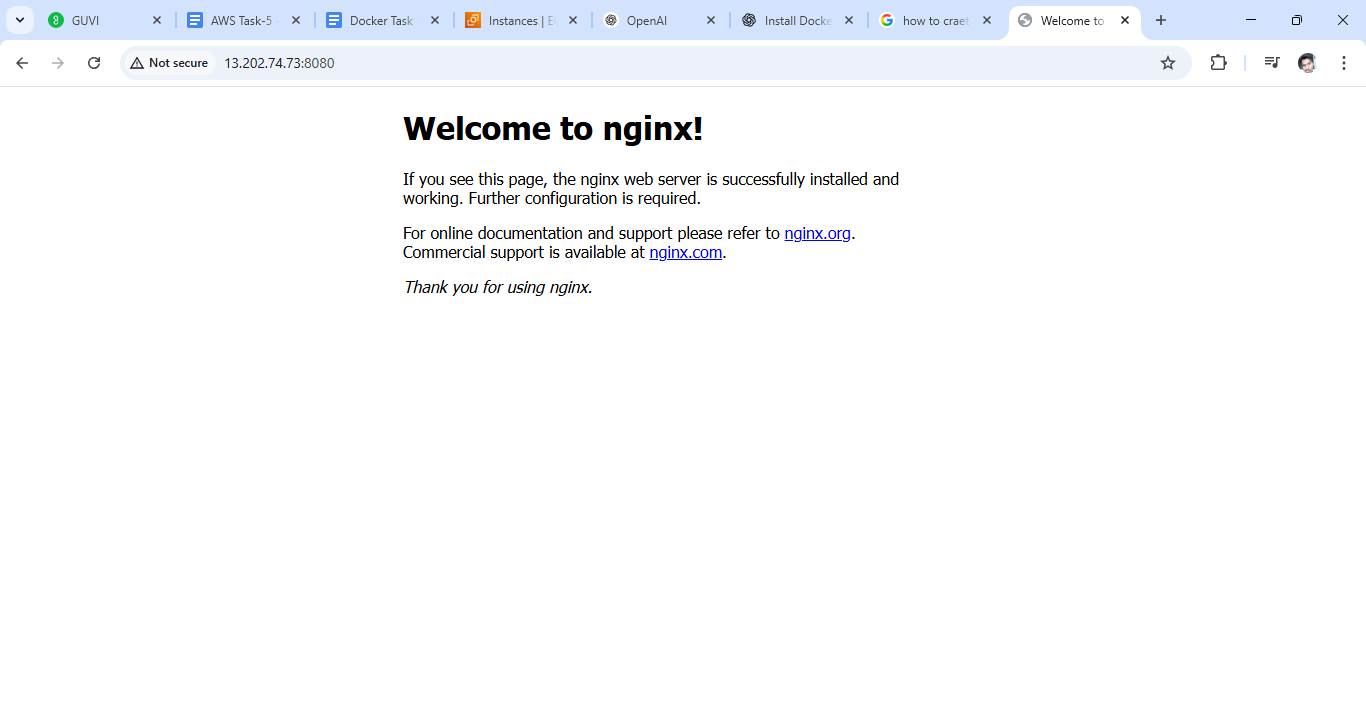 GUVI
AWS Task-5
Docker Task
Instances | E
OpenAI
Install Docke
how to craet
Welcome to
Not secure
13.202.74.73:8080
Welcome to nginx!
If you see this page, the nginx web server is successfully installed and
working. Further configuration is required.
For online documentation and support please refer to nginx.org.
Commercial support is available at nginx.com.
Thank you for using nginx.